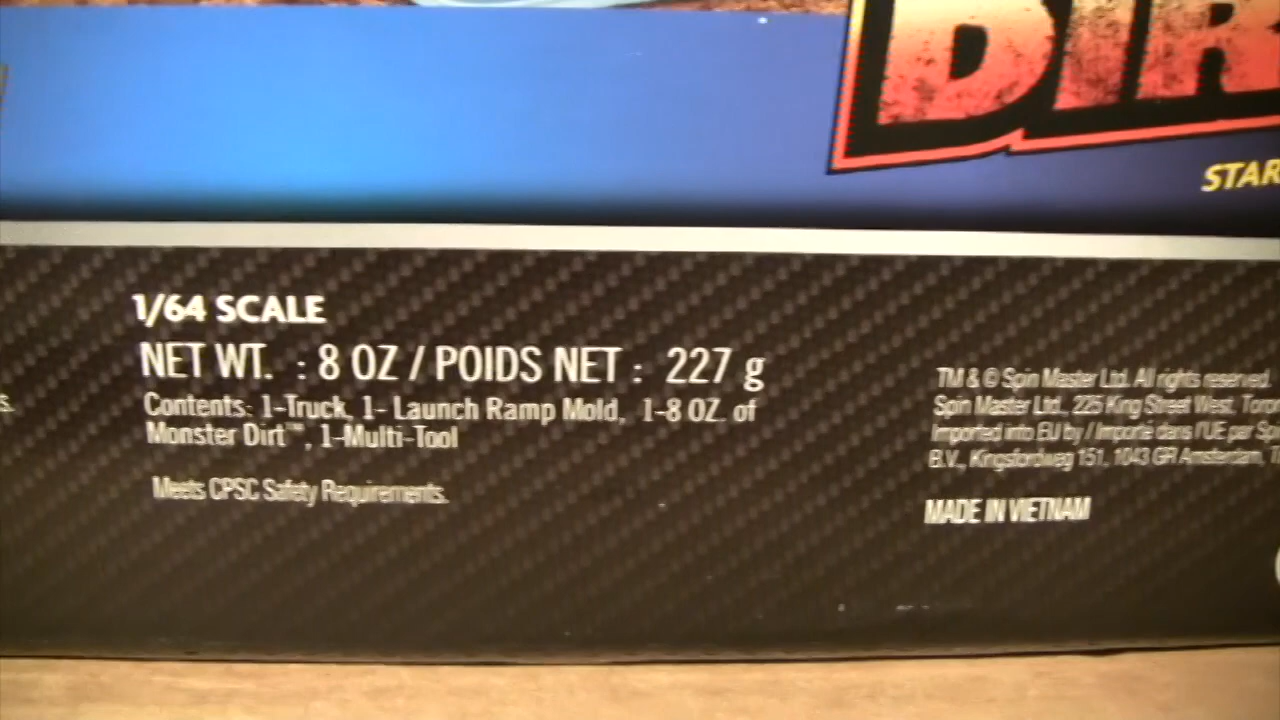 DIR
STAR
1/64 SCALE
NET WT. : 8 OZ / POIDS NET : 227 g
Contents: 1-Truck, 1- Launch Ramp Mold, 1-8 OZ. of
Monster Dirt™, 1-Multi-Tool
Meets CPSC Safety Requirements.
TM & © Spin Master Ltd. All rights reserved.
Spin Master Ltd., 225 King Street West,
Imported into EU by / Importé dans l'UE par
B.V., Kingsfordweg 151, 1043 GR Amsterdam,
MADE IN VIETNAM